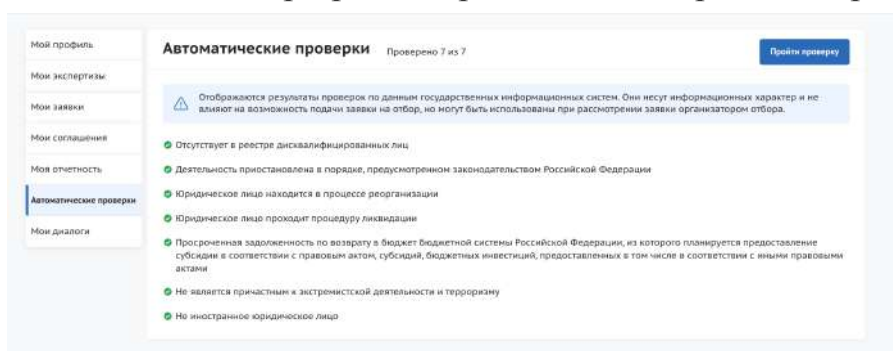 Мой профиль
Мои экспертизы
Мои заявки
Мои соглашения
Моя отчетность
Автоматические проверки
Мои диалоги
Автоматические проверки Проверено 7 из 7
Пройти проверку
Отображаются результаты проверок по данным государственных информационных систем. Они несут информационных характер и не
влияют на возможность подачи заявки на отбор, но могут быть использованы при рассмотрении заявки организатором отбора.
Отсутствует в реестре дисквалифицированных лиц
Деятельность приостановлена в порядке, предусмотренном законодательством Российской Федерации
Юридическое лицо находится в процессе реорганизации
Юридическое лицо проходит процедуру ликвидации
Просроченная задолженность по возврату в бюджет бюджетной системы Российской Федерации, из которого планируется предоставление
субсидии в соответствии с правовым актом, субсидий, бюджетных инвестиций, предоставленных в том числе в соответствии с иными правовыми
актами
Не является причастным к экстремистской деятельности и терроризму
Не иностранное юридическое лицо